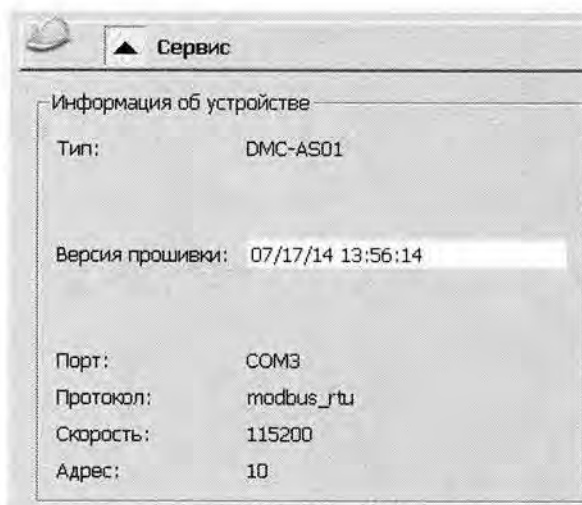 Сервис
Информация об устройстве
Тип: DMC-AS01
Версия прошивки: 07/17/14 13:56:14
Порт: COM3
Протокол: modbus_rtu
Скорость: 115200
Адрес: 10